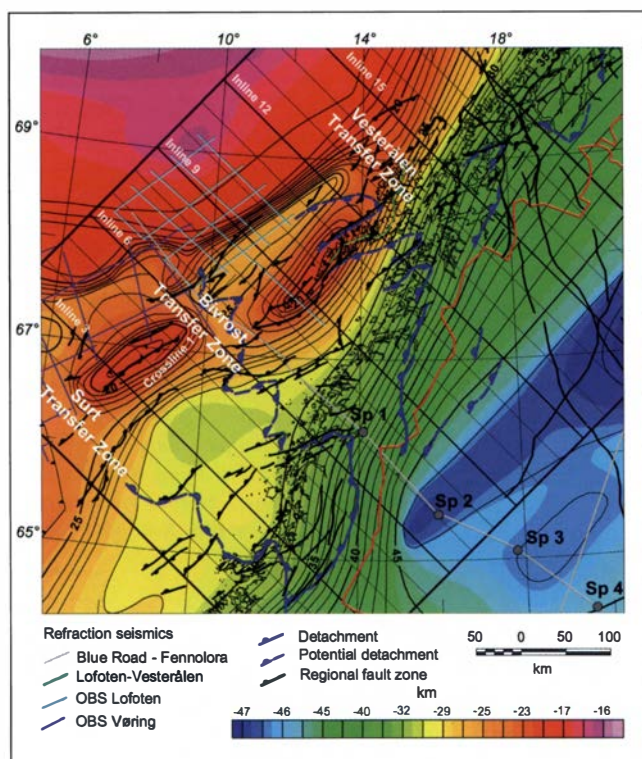 6° 10° 14° 18°
69°
67°
65°
Inline 15
Inline 12
Inline 9
Inline 6
Vesterålen
Transfer Zone
Bivrost
Transfer Zone
Crossline 1
Surt
Transfer Zone
Sp 1
Sp 2
Sp 3
Sp 4
25
35
40
45
Refraction seismics
Blue Road - Fennolora
Lofoten-Vesterålen
OBS Lofoten
OBS Vøring
Detachment
Potential detachment
Regional fault zone
50 0 50 100
km
km
-47 -46 -45 -40 -32 -29 -27 -25 -23 -22 -16